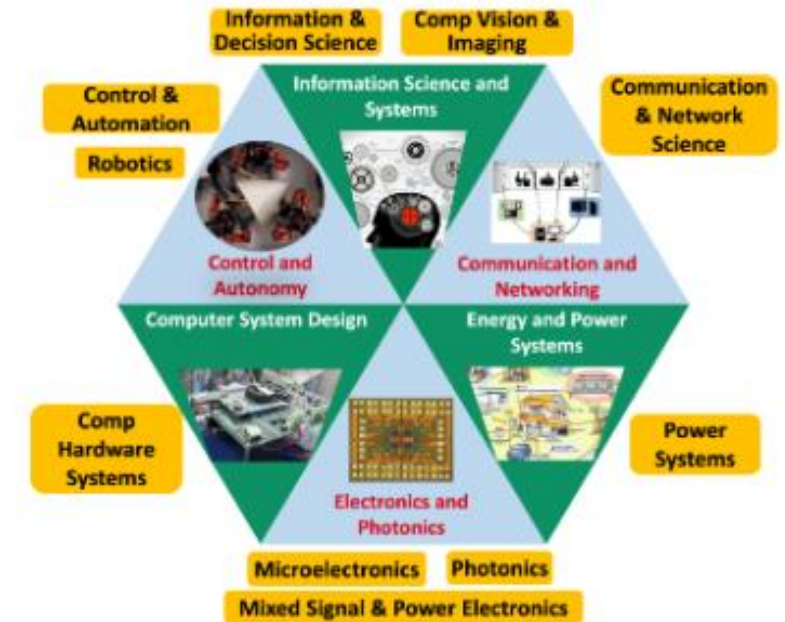 Information &
Decision Science
Comp Vision &
Imaging
Control &
Automation
Robotics
Information Science and
Systems
Communication
& Network
Science
Control and
Autonomy
Communication and
Networking
Computer System Design
Energy and Power
Systems
Comp
Hardware
Systems
Power
Systems
Electronics and
Photonics
Microelectronics
Photonics
Mixed Signal & Power Electronics